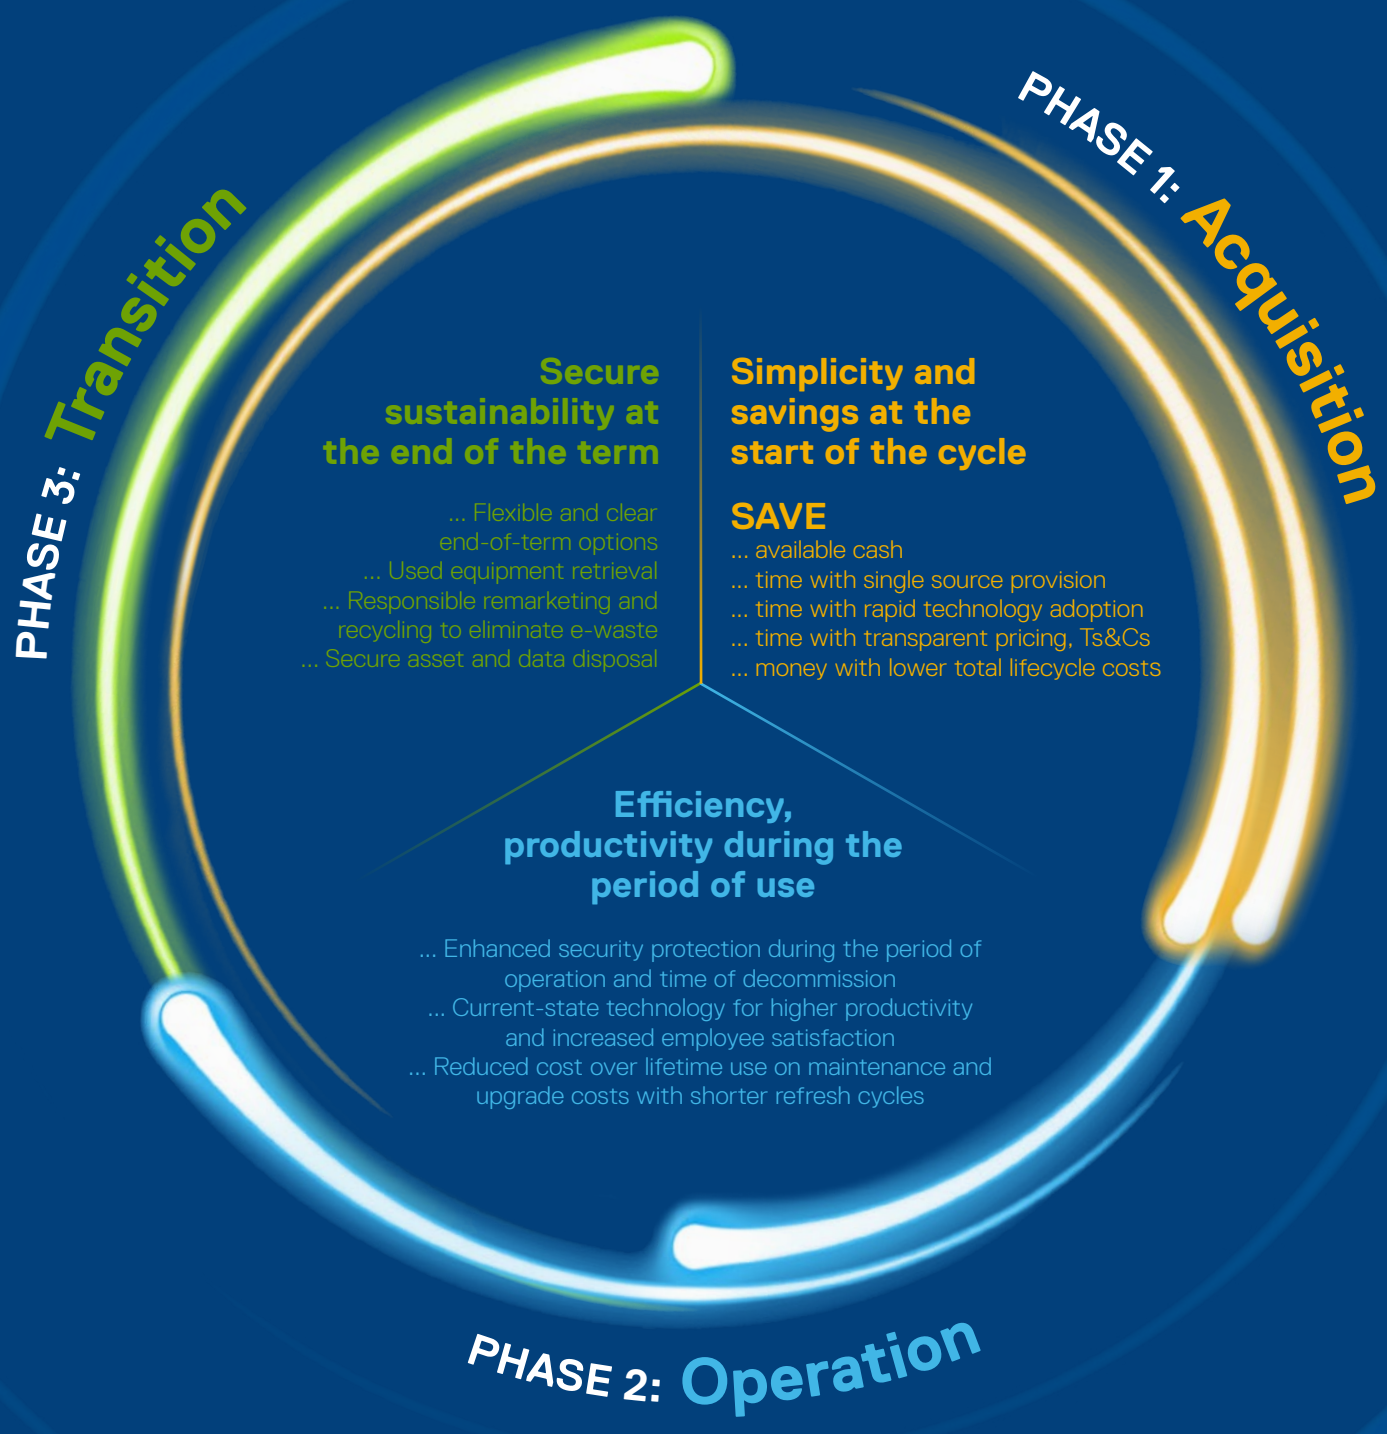 PHASE 1: Acquisition
Simplicity and
savings at the
start of the cycle
SAVE
... available cash
... time with single source provision
... time with rapid technology adoption
... time with transparent pricing, Ts&Cs
... money with lower total lifecycle costs
PHASE 2: Operation
Efficiency,
productivity during the
period of use
... Enhanced security protection during the period of
operation and time of decommission
... Current-state technology for higher productivity
and increased employee satisfaction
... Reduced cost over lifetime use on maintenance and
upgrade costs with shorter refresh cycles
PHASE 3: Transition
Secure
sustainability at
the end of the term
... Flexible and clear
end-of-term options
... Used equipment retrieval
... Responsible remarketing and
recycling to eliminate e-waste
... Secure asset and data disposal